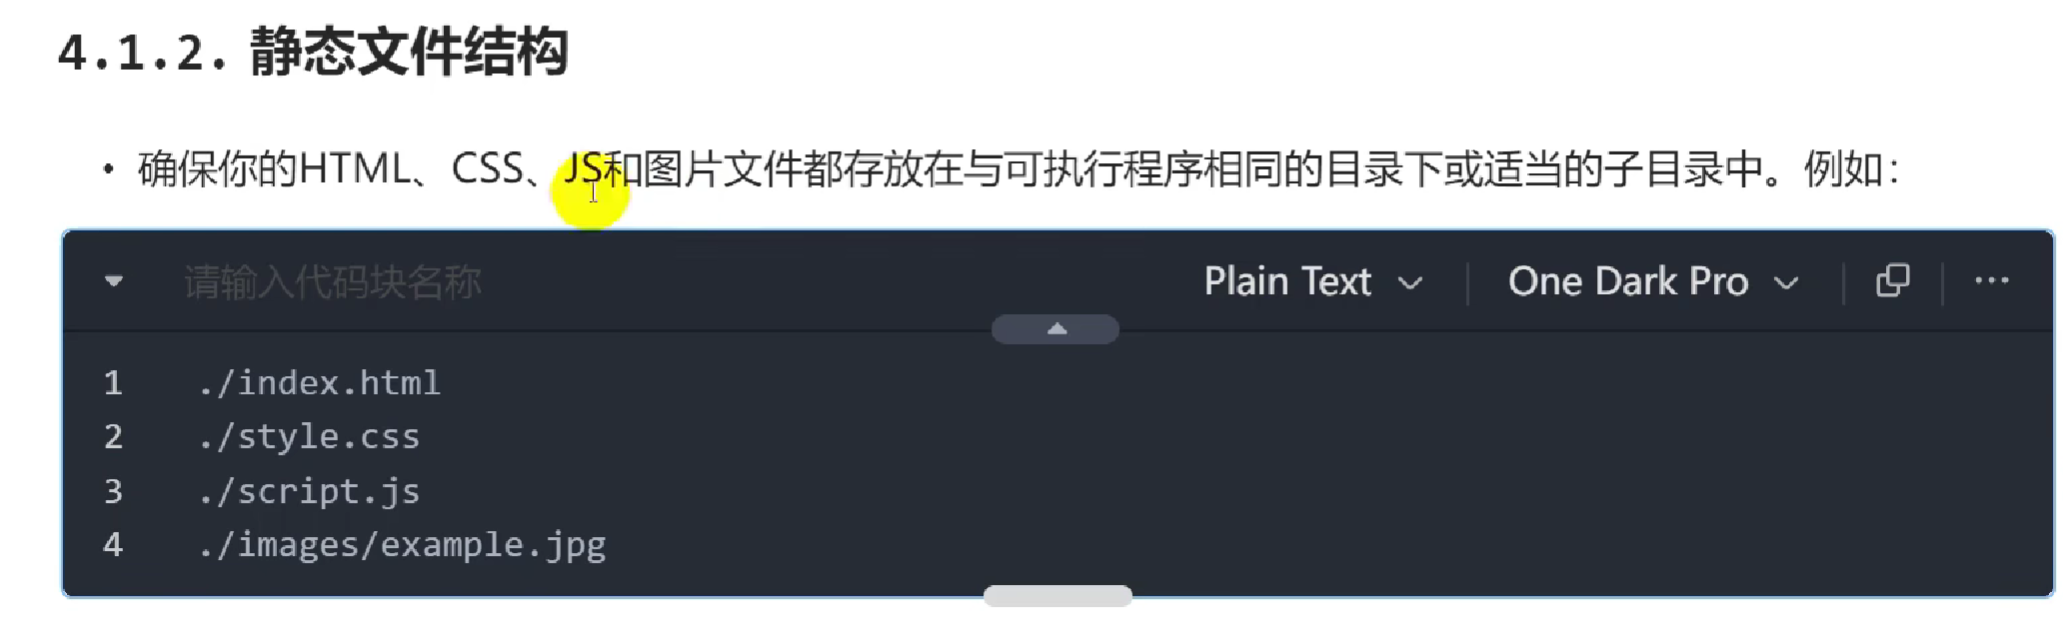 4.1.2. 静态文件结构
• 确保你的HTML、CSS、JS和图片文件都存放在与可执行程序相同的目录下或适当的子目录中。例如：
请输入代码块名称 Plain Text One Dark Pro
1 ./index.html
2 ./style.css
3 ./script.js
4 ./images/example.jpg